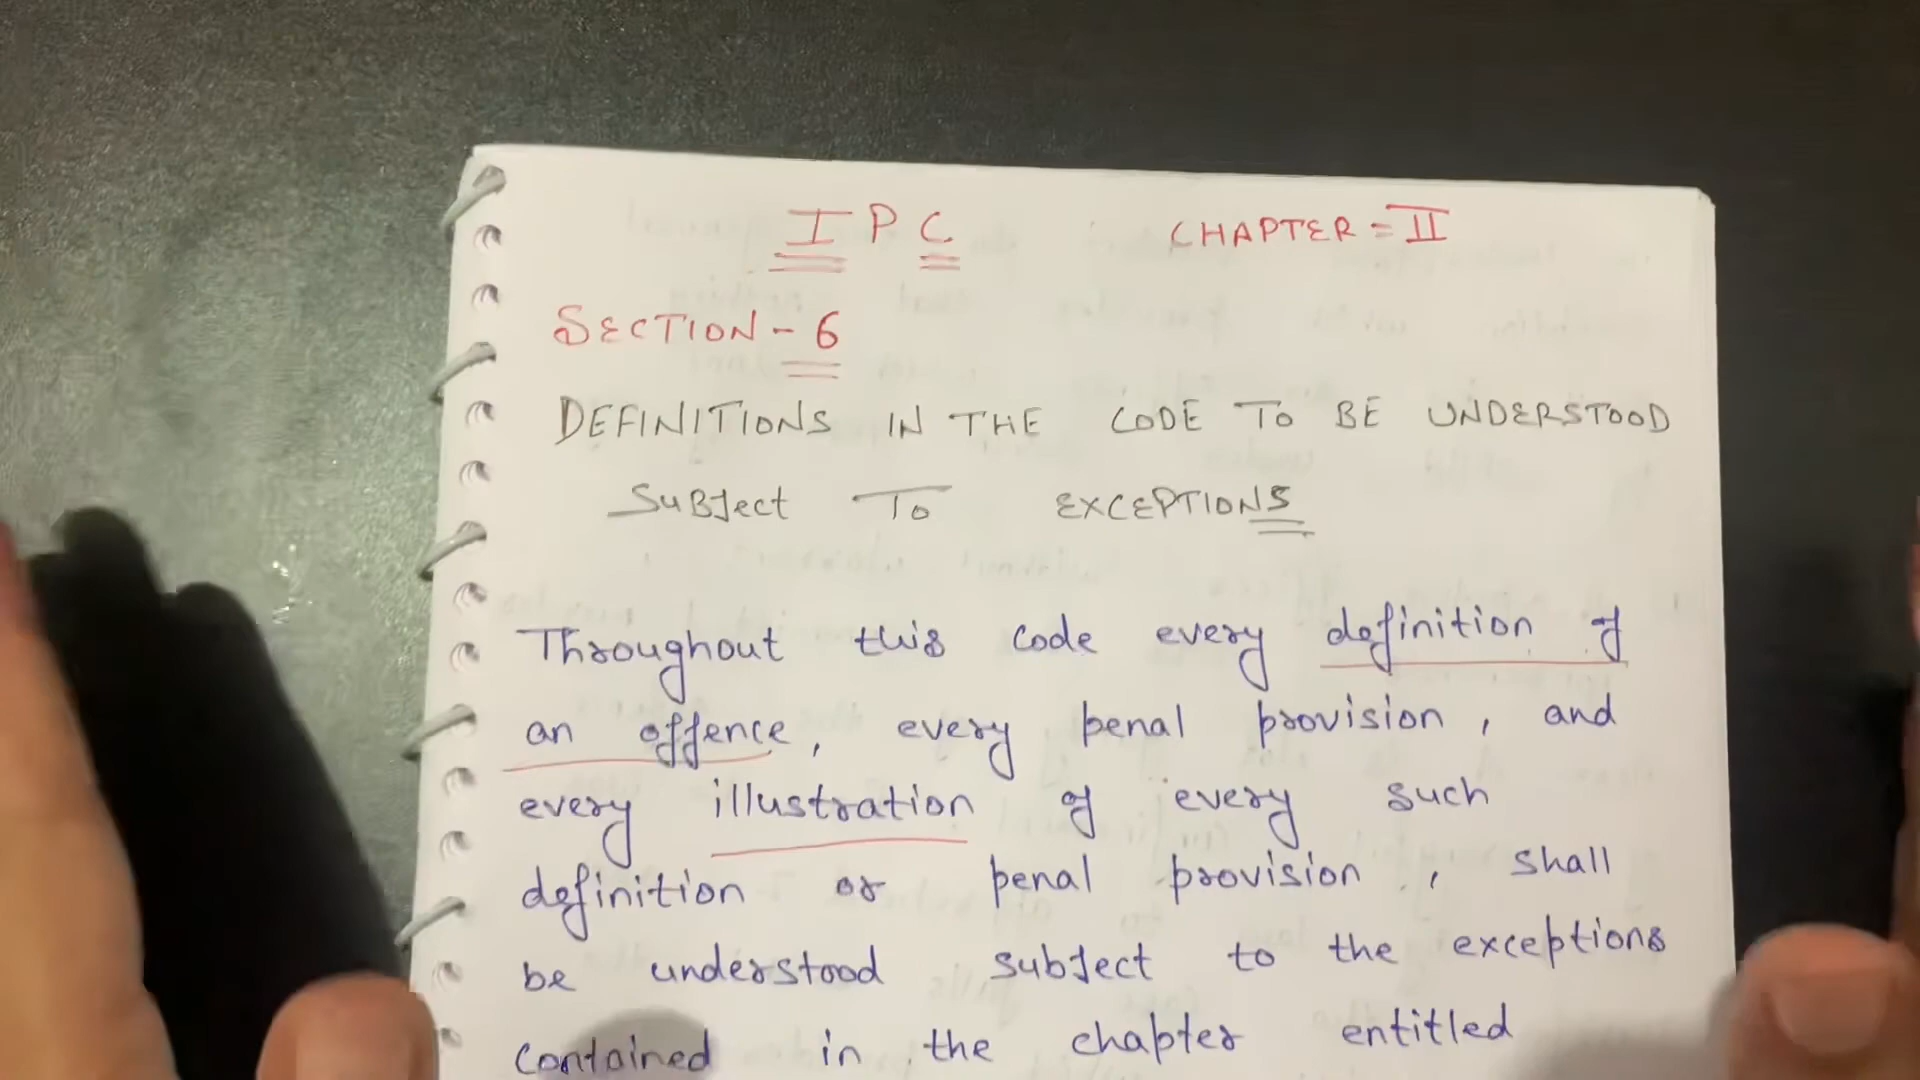 IPC CHAPTER = II
SECTION - 6
DEFINITIONS IN THE CODE TO BE UNDERSTOOD
SUBJect TO EXCEPTIONS
Throughout this code every definition of
an offence, every penal provision, and
every illustration of every such
definition or penal provision, shall
be understood subject to the exceptions
contained in the chapter entitled